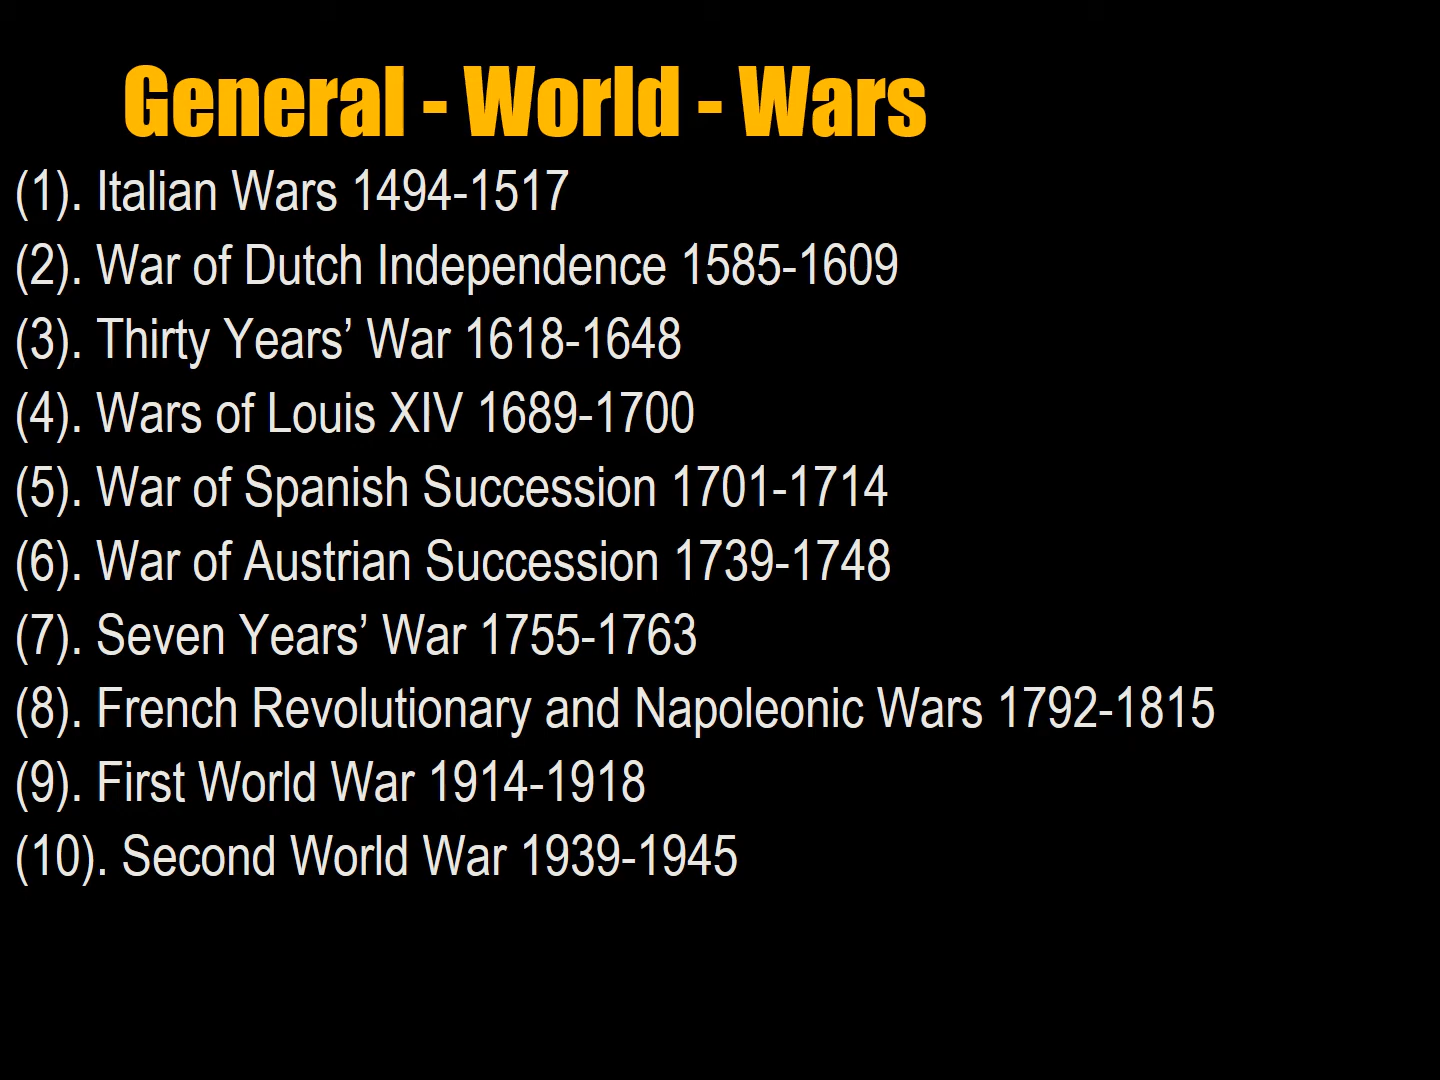 General - World - Wars
(1). Italian Wars 1494-1517
(2). War of Dutch Independence 1585-1609
(3). Thirty Years’ War 1618-1648
(4). Wars of Louis XIV 1689-1700
(5). War of Spanish Succession 1701-1714
(6). War of Austrian Succession 1739-1748
(7). Seven Years’ War 1755-1763
(8). French Revolutionary and Napoleonic Wars 1792-1815
(9). First World War 1914-1918
(10). Second World War 1939-1945